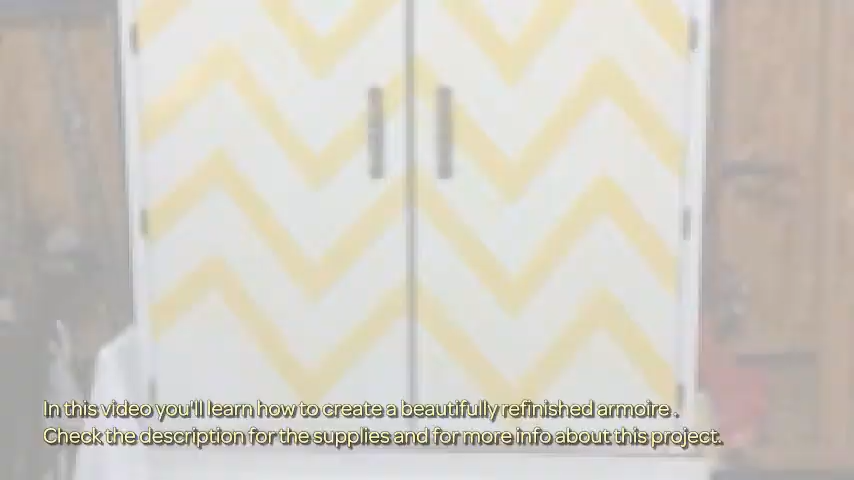 In this video you'll learn how to create a beautifully refinished armoire .
Check the description for the supplies and for more info about this project.